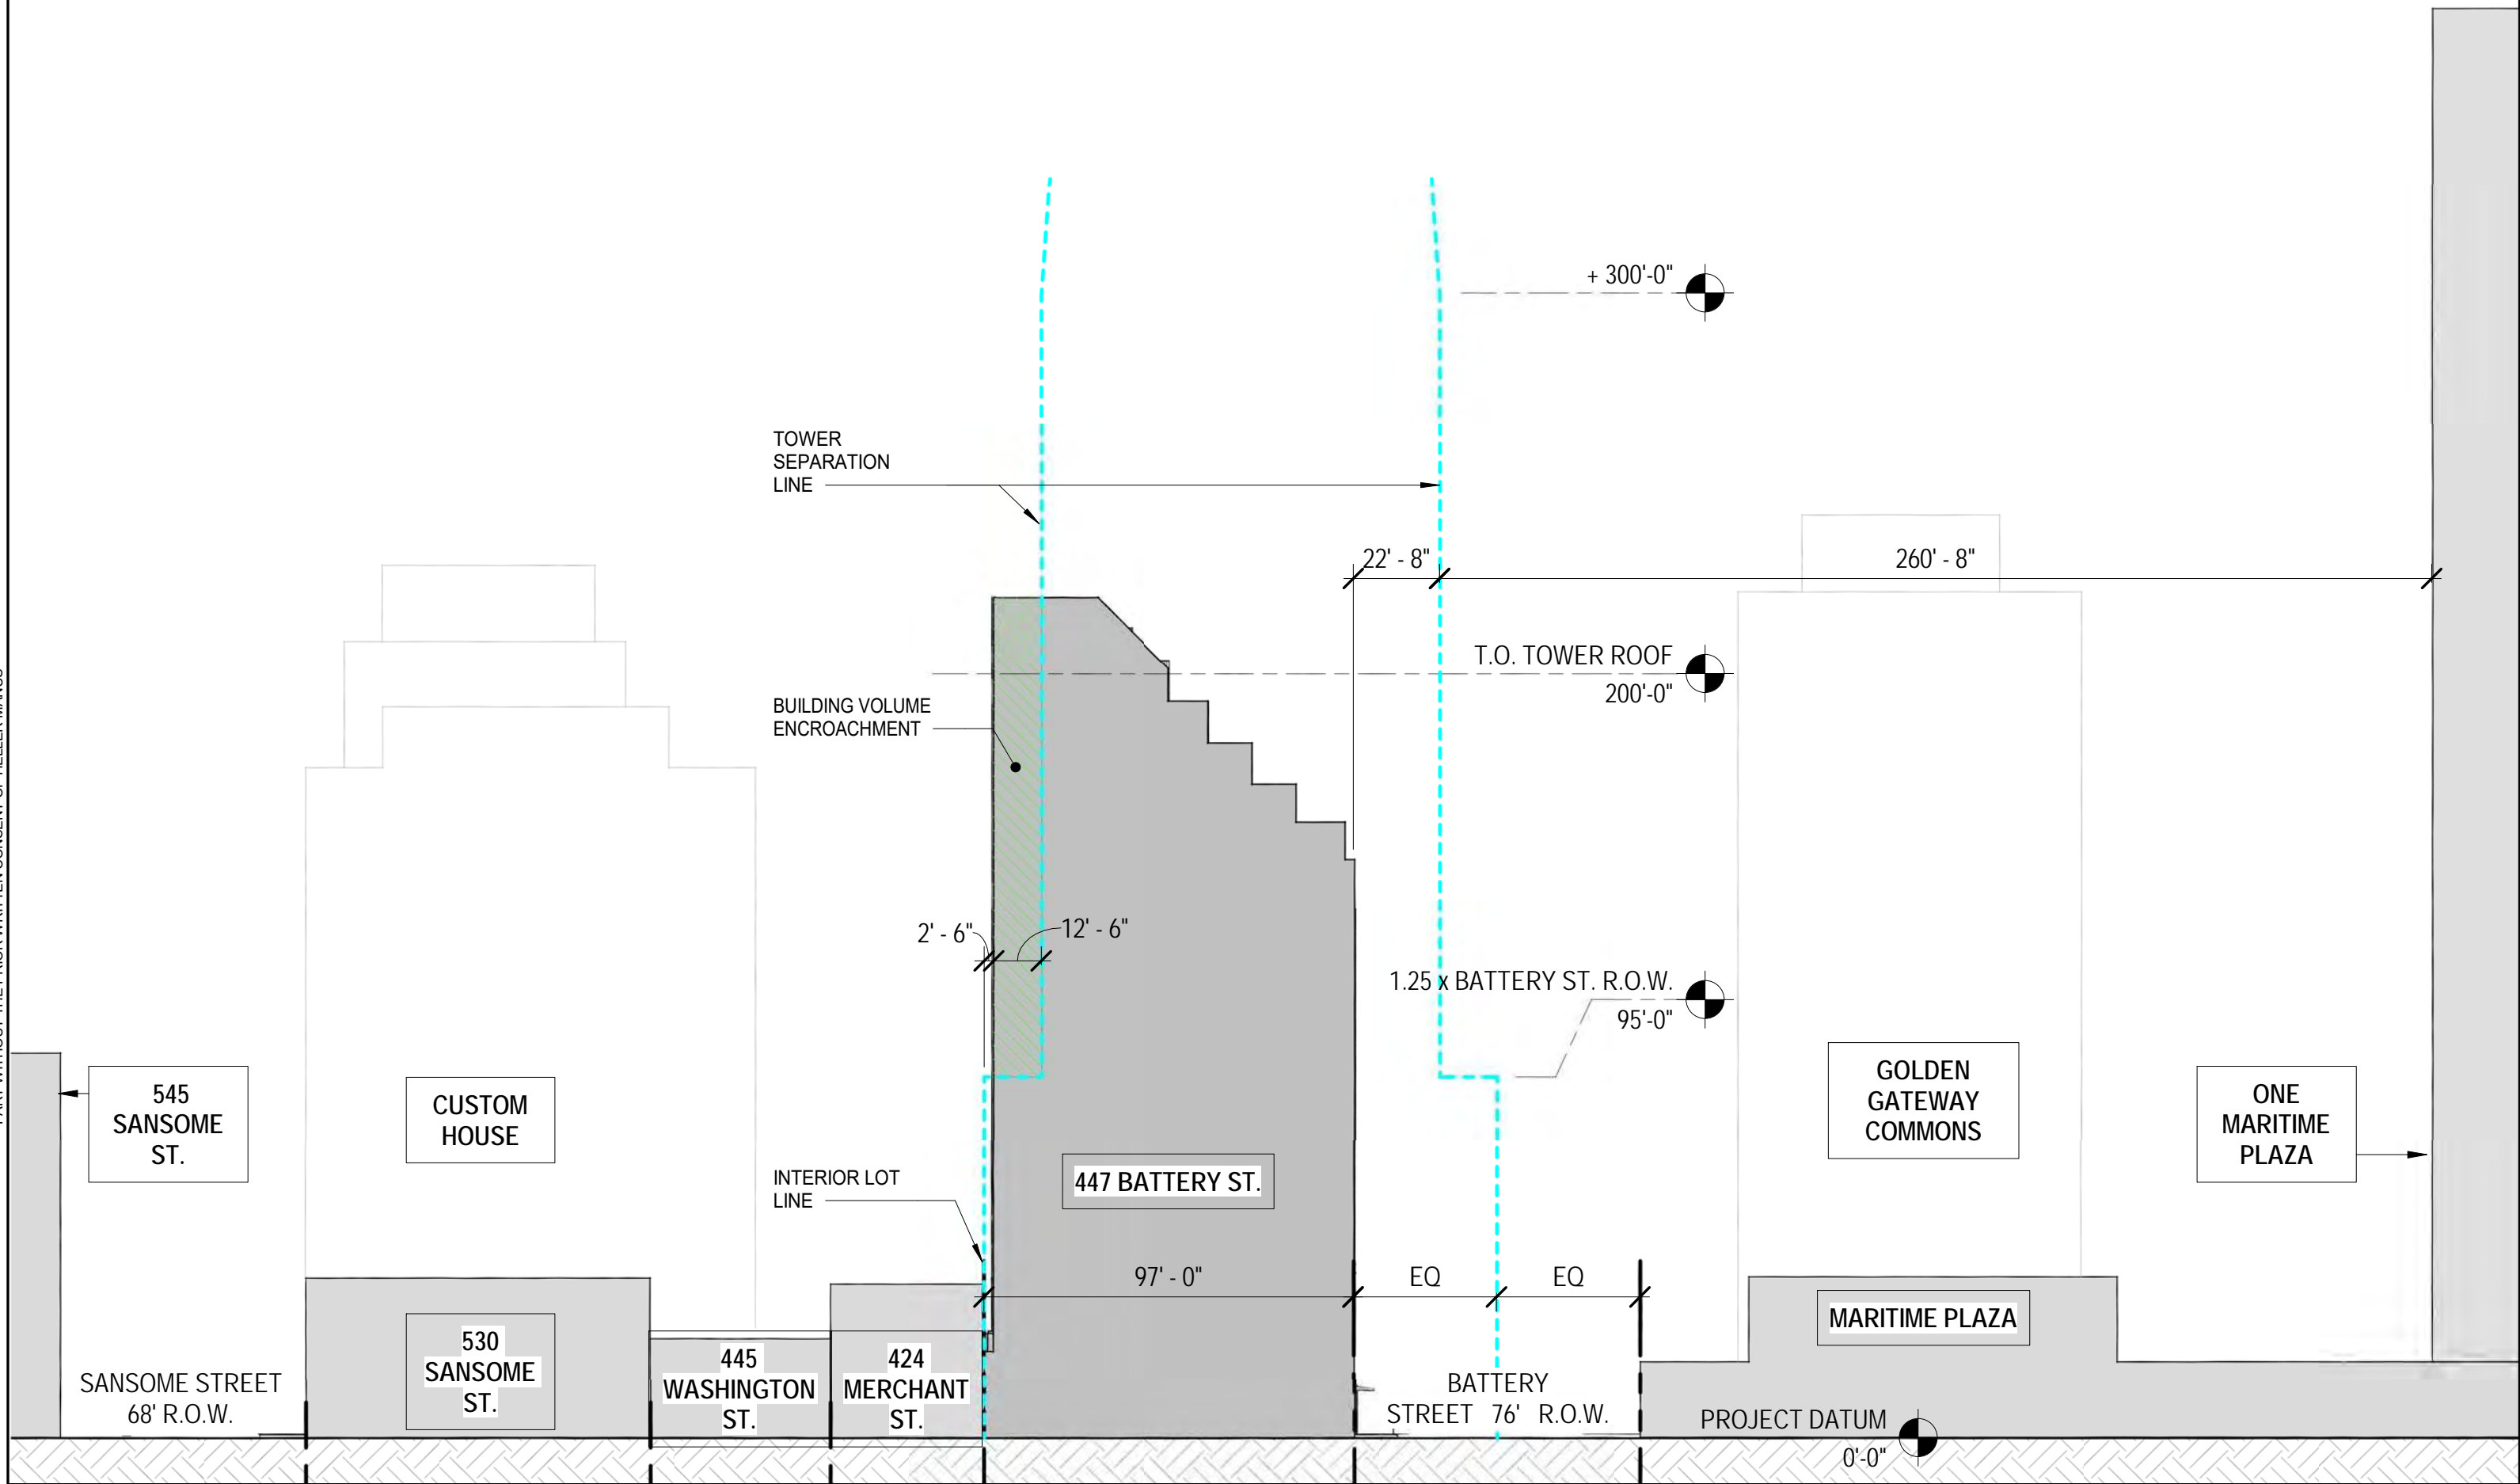 + 300'-0"
TOWER
SEPARATION
LINE
22' - 8"
260' - 8"
T.O. TOWER ROOF
200'-0"
BUILDING VOLUME
ENCROACHMENT
2' - 6"
12' - 6"
1.25 x BATTERY ST. R.O.W.
95'-0"
545
SANSOME
ST.
CUSTOM
HOUSE
GOLDEN
GATEWAY
COMMONS
ONE
MARITIME
PLAZA
INTERIOR LOT
LINE
447 BATTERY ST.
97' - 0"
EQ
EQ
MARITIME PLAZA
530
SANSOME
ST.
445
WASHINGTON
ST.
424
MERCHANT
ST.
SANSOME STREET
68' R.O.W.
BATTERY
STREET 76' R.O.W.
PROJECT DATUM
0'-0"